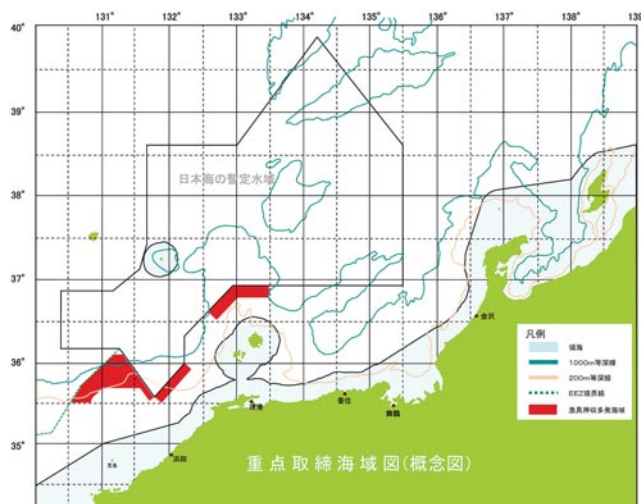 131° 132° 133° 134° 135° 136° 137° 138°
40°
39°
日本海の暫定水域
38°
37°
金沢
凡例
領海
1000m等深線
200m等深線
EEZ境界線
漁具押収多発海域
36°
境港
香住
舞鶴
35°
浜田
重点取締海域図(概念図)